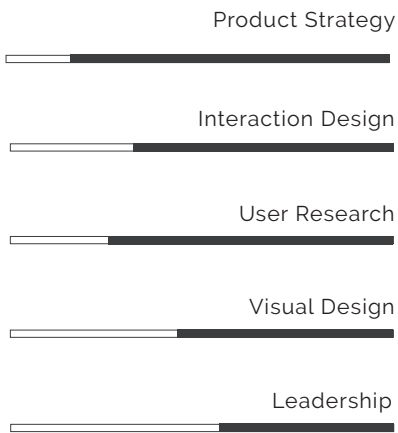 Product Strategy
Interaction Design
User Research
Visual Design
Leadership